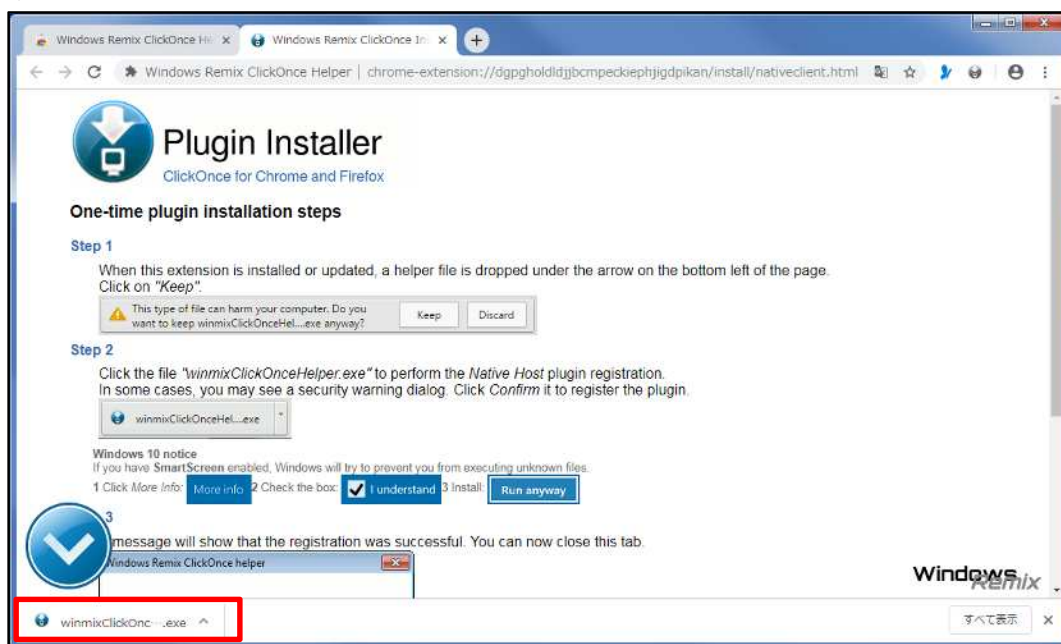 Windows Remix ClickOnce He
Windows Remix ClickOnce In
Windows Remix ClickOnce Helper | chrome-extension://dgpgholdldjjbcmpeckiephjigdpikan/install/nativeclient.html
Plugin Installer
ClickOnce for Chrome and Firefox
One-time plugin installation steps
Step 1
When this extension is installed or updated, a helper file is dropped under the arrow on the bottom left of the page.
Click on "Keep".
This type of file can harm your computer. Do you
want to keep winmixClickOnceHel....exe anyway?
Keep
Discard
Step 2
Click the file "winmixClickOnceHelper.exe" to perform the Native Host plugin registration.
In some cases, you may see a security warning dialog. Click Confirm it to register the plugin.
winmixClickOnceHel....exe
Windows 10 notice
If you have SmartScreen enabled, Windows will try to prevent you from executing unknown files.
1 Click More Info: More info 2 Check the box: I understand 3 Install: Run anyway
3
message will show that the registration was successful. You can now close this tab.
Windows Remix ClickOnce helper
Windows
Remix
winmixClickOnc….exe
すべて表示